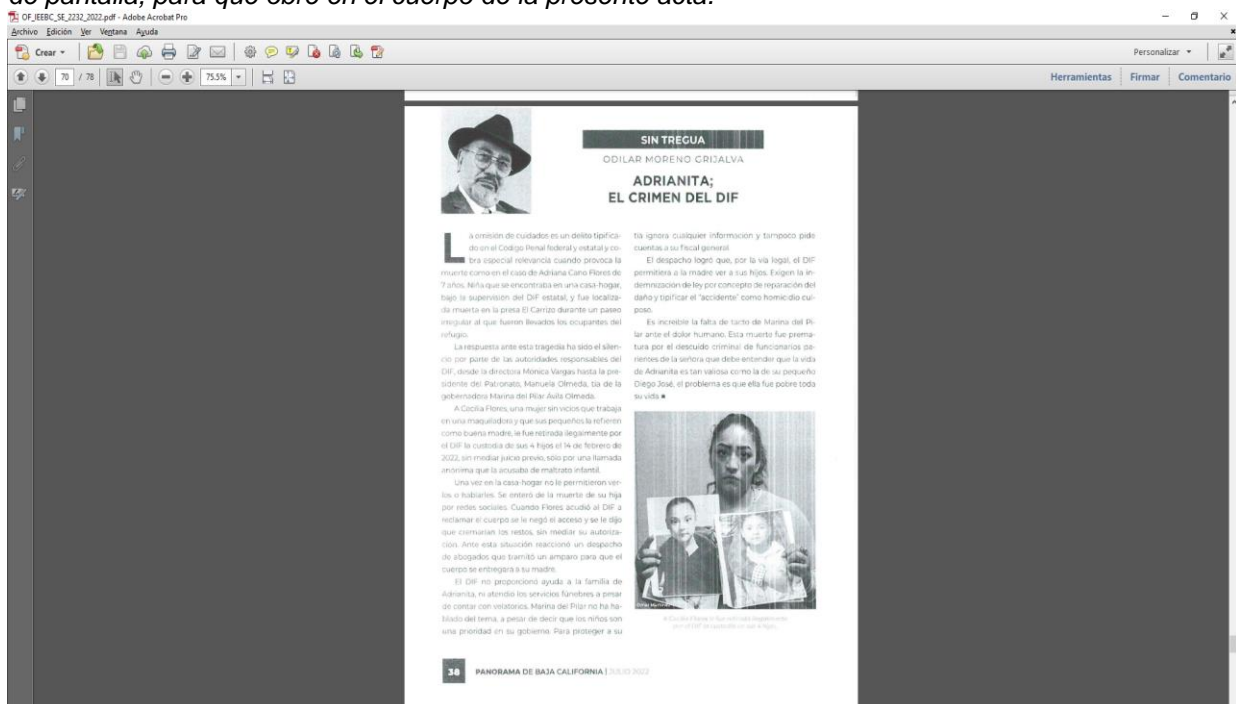 de pantalla, para que obre en el cuerpo de la presente acta.
OF_IEEBC_SE_2232_2022.pdf - Adobe Acrobat Pro
Archivo Edición Ver Ventana Ayuda
Crear
Personalizar
70 / 78
75.5%
Herramientas Firmar Comentario
SIN TREGUA
ODILAR MORENO GRIJALVA
ADRIANITA;
EL CRIMEN DEL DIF
La omisión de cuidados es un delito tipifica-
do en el Código Penal federal y estatal y co-
bra especial relevancia cuando provoca la
muerte como en el caso de Adriana Cano Flores de
7 años. Niña que se encontraba en una casa-hogar,
bajo la supervisión del DIF estatal, y fue localiza-
da muerta en la presa El Carrizo durante un paseo
irregular al que fueron llevados los ocupantes del
refugio.
La respuesta ante esta tragedia ha sido el silen-
cio por parte de las autoridades responsables del
DIF, desde la directora Mónica Vargas hasta la pre-
sidente del Patronato, Manuela Olmeda, tía de la
gobernadora Marina del Pilar Ávila Olmeda.
A Cecilia Flores, una mujer sin vicios que trabaja
en una maquiladora y que sus pequeños la refieren
como buena madre, le fue retirada ilegalmente por
el DIF la custodia de sus 4 hijos el 14 de febrero de
2022, sin mediar juicio previo, sólo por una llamada
anónima que la acusaba de maltrato infantil.
Una vez en la casa-hogar no le permitieron ver-
los o hablarles. Se enteró de la muerte de su hija
por redes sociales. Cuando Flores acudió al DIF a
reclamar el cuerpo se le negó el acceso y se le dijo
que cremarían los restos, sin mediar su autoriza-
ción. Ante esta situación reaccionó un despacho
de abogados que tramitó un amparo para que el
cuerpo se entregara a su madre.
El DIF no proporcionó ayuda a la familia de
Adrianita, ni atendió los servicios fúnebres a pesar
de contar con velatorios. Marina del Pilar no ha ha-
blado del tema, a pesar de decir que los niños son
una prioridad en su gobierno. Para proteger a su
tía ignora cualquier información y tampoco pide
cuentas a su fiscal general.
El despacho logró que, por la vía legal, el DIF
permitiera a la madre ver a sus hijos. Exigen la in-
demnización de ley por concepto de reparación del
daño y tipificar el "accidente" como homicidio cul-
poso.
Es increíble la falta de tacto de Marina del Pi-
lar ante el dolor humano. Esta muerte fue prema-
tura por el descuido criminal de funcionarios pa-
rientes de la señora que debe entender que la vida
de Adrianita es tan valiosa como la de su pequeño
Diego José, el problema es que ella fue pobre toda
su vida
A Cecilia Flores le fue retirada ilegalmente
por el DIF la custodia de sus 4 hijos.
38 PANORAMA DE BAJA CALIFORNIA | JULIO 2022